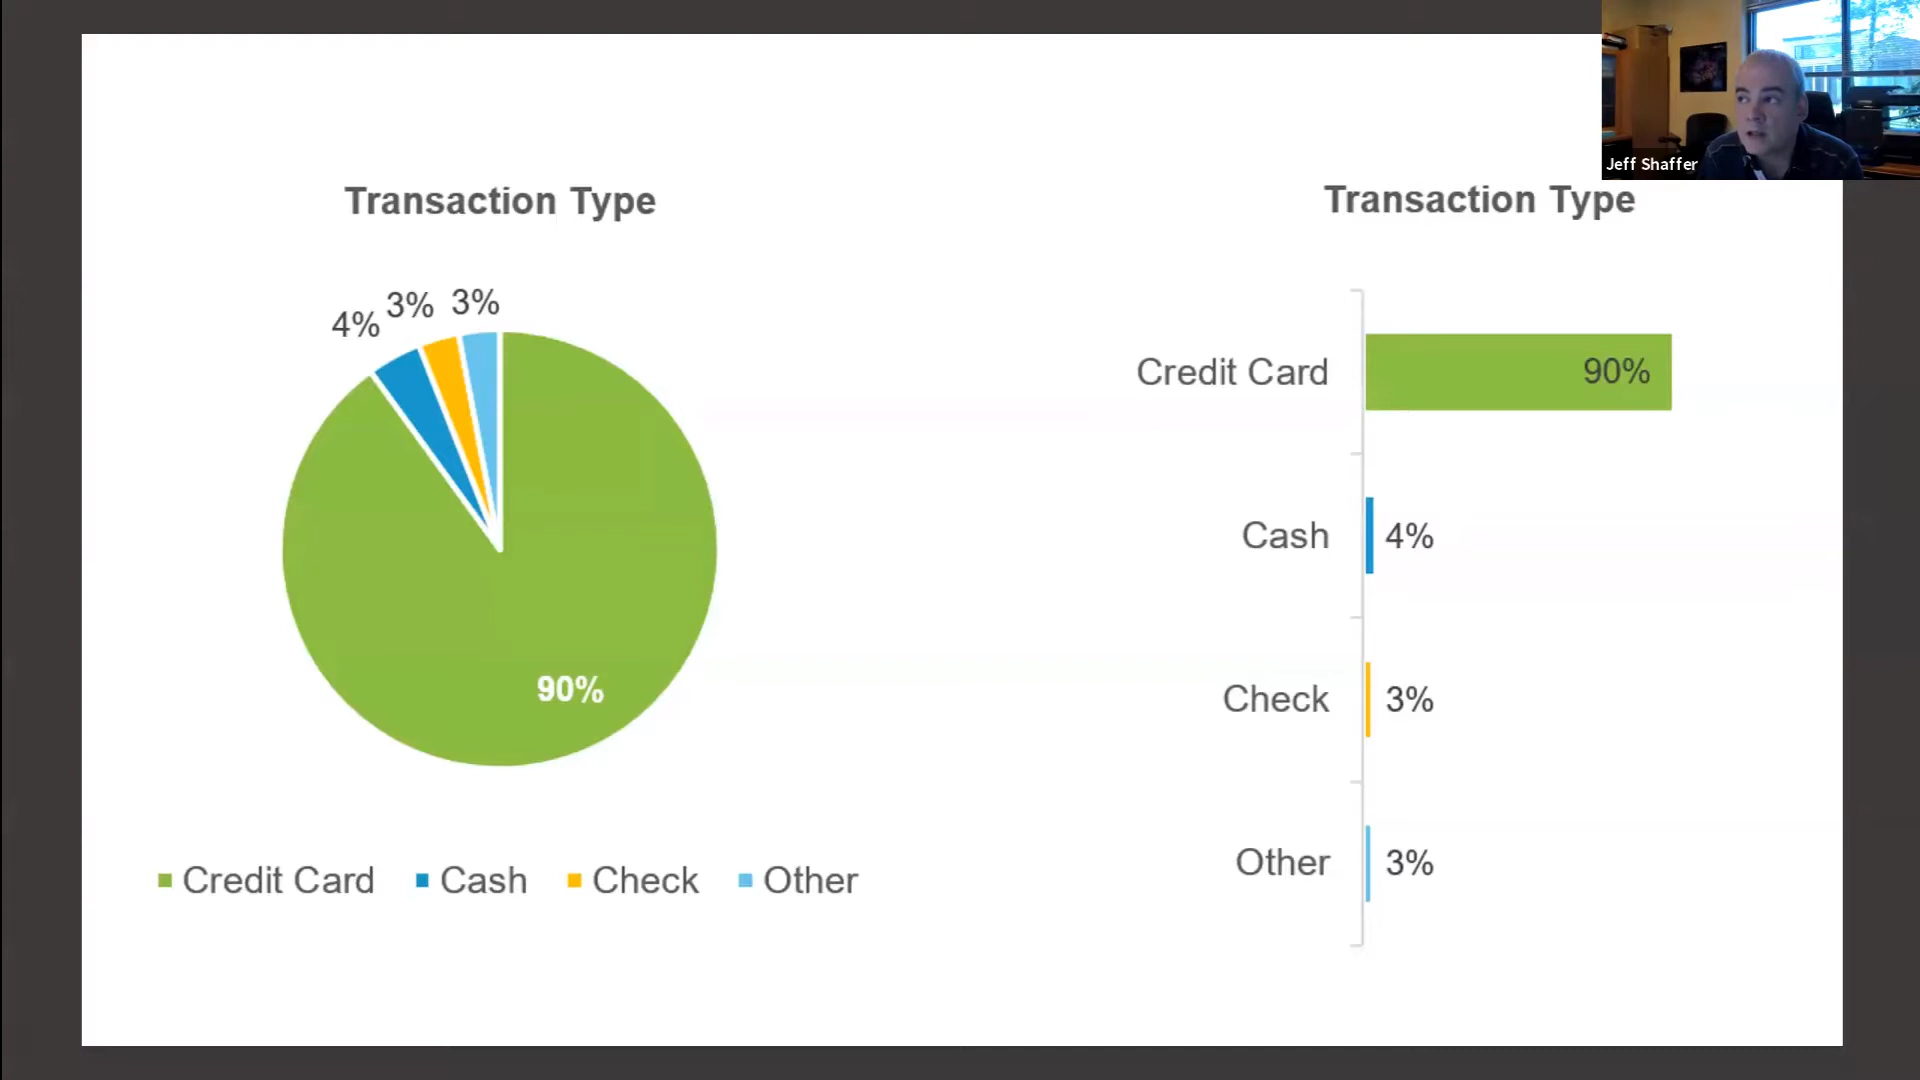 Jeff Shaffer
Transaction Type
4% 3% 3%
90%
Credit Card Cash Check Other
Transaction Type
Credit Card 90%
Cash 4%
Check 3%
Other 3%